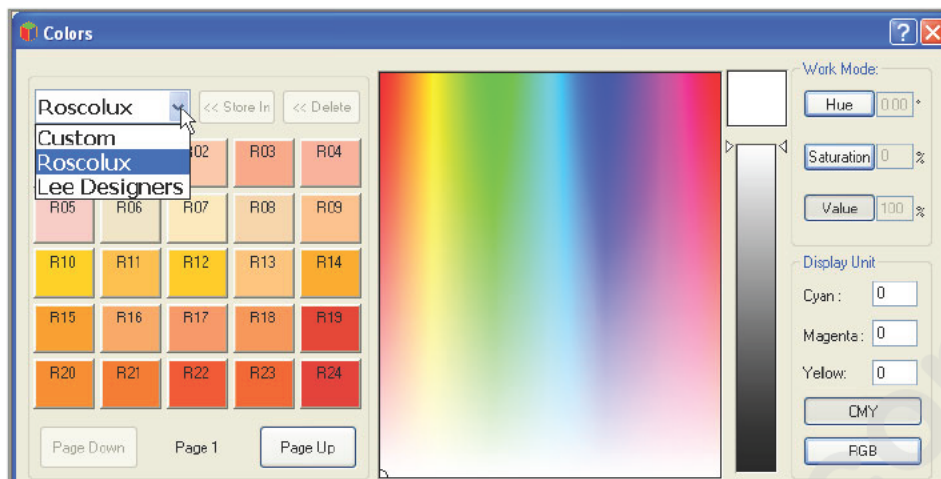 Colors
Roscolux
<< Store In
<< Delete
Custom
Roscolux
Lee Designers
R02 R03 R04
R05 R06 R07 R08 R09
R10 R11 R12 R13 R14
R15 R16 R17 R18 R19
R20 R21 R22 R23 R24
Page Down
Page 1
Page Up
Work Mode:
Hue 0.00 °
Saturation 0 %
Value 100 %
Display Unit
Cyan : 0
Magenta : 0
Yellow: 0
CMY
RGB